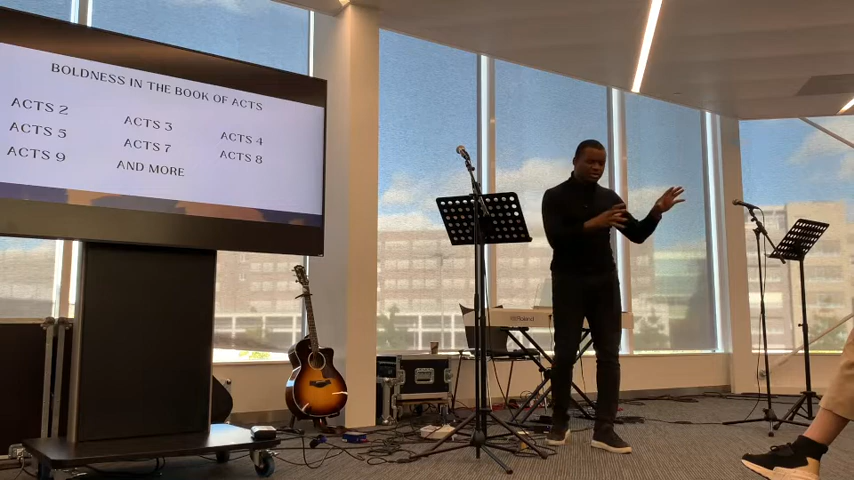 BOLDNESS IN THE BOOK OF ACTS
ACTS 2 ACTS 3 ACTS 4
ACTS 5 ACTS 7 ACTS 8
ACTS 9 AND MORE
Roland